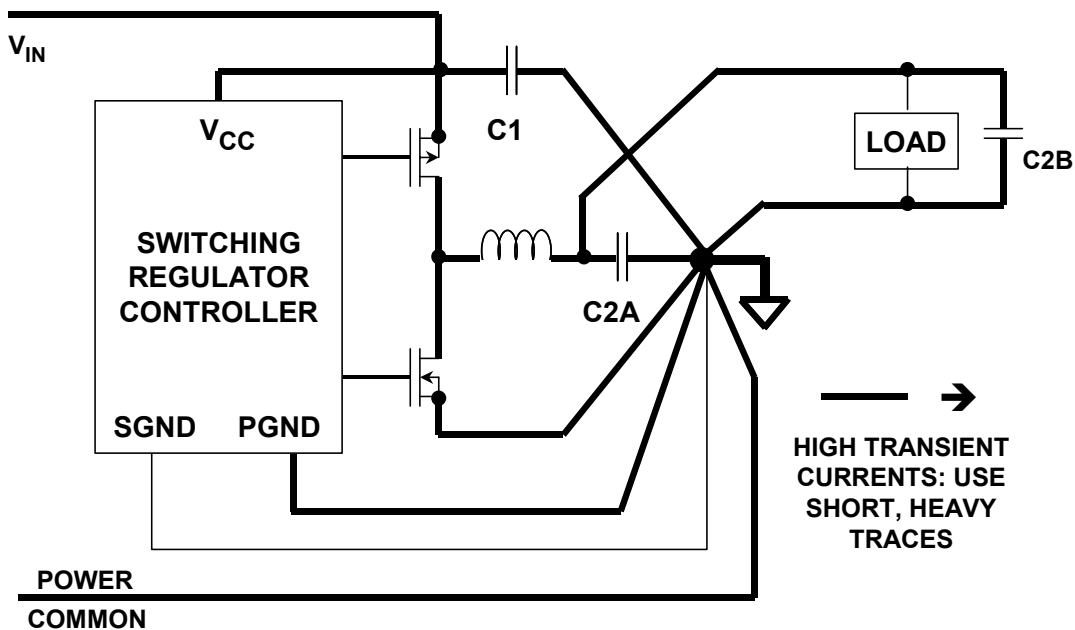 VIN
VCC
C1
LOAD
C2B
SWITCHING
REGULATOR
CONTROLLER
C2A
SGND PGND
HIGH TRANSIENT
CURRENTS: USE
SHORT, HEAVY
TRACES
POWER
COMMON